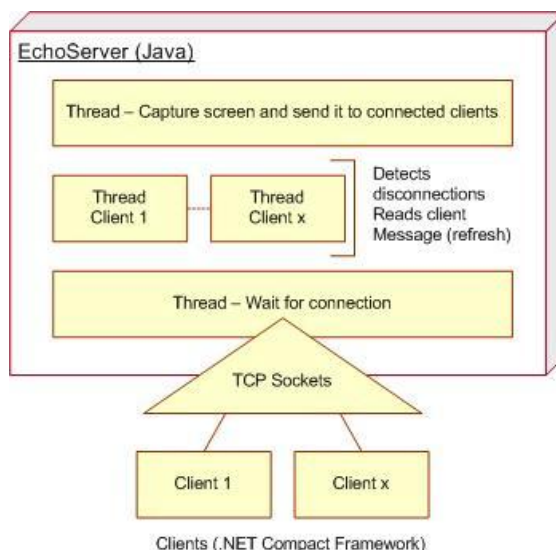 EchoServer (Java)
Thread – Capture screen and send it to connected clients
Thread
Client 1
Thread
Client x
Detects
disconnections
Reads client
Message (refresh)
Thread – Wait for connection
TCP Sockets
Client 1
Client x
Clients (.NET Compact Framework)